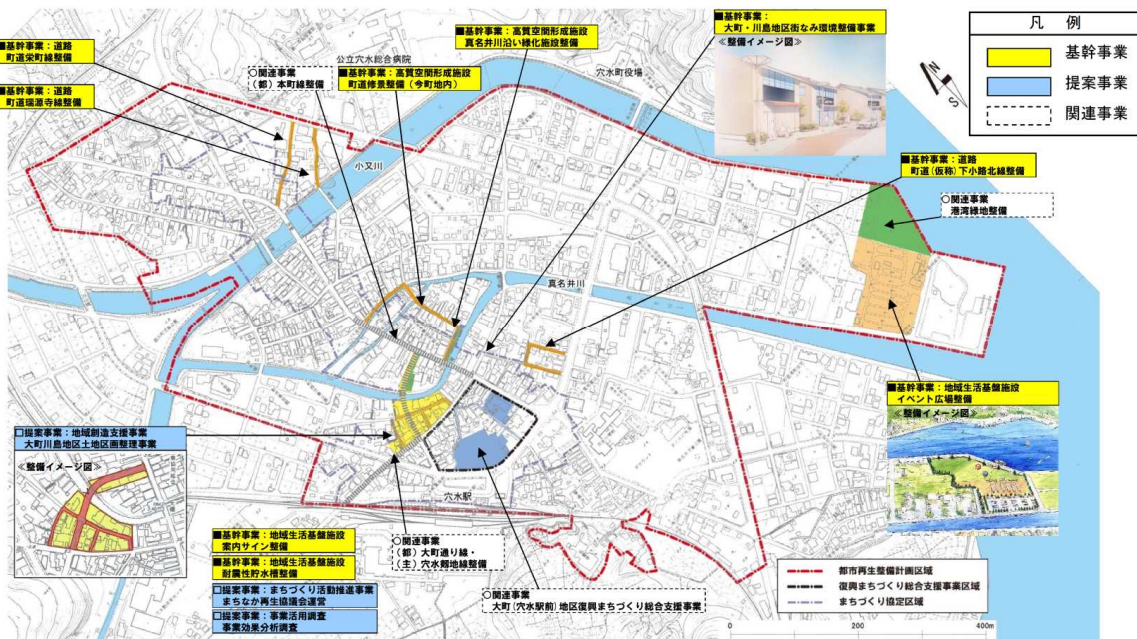 ■基幹事業：道路
町道栄町線整備
■基幹事業：道路
町道瑞源寺線整備
公立穴水総合病院
○関連事業
（都）本町線整備
■基幹事業：高質空間形成施設
町道修景整備（今町地内）
■基幹事業：高質空間形成施設
真名井川沿い緑化施設整備
■基幹事業：
大町・川島地区街なみ環境整備事業
≪整備イメージ図≫
穴水町役場
N
S
凡 例
基幹事業
提案事業
関連事業
■基幹事業：道路
町道(仮称)下小路北線整備
○関連事業
港湾緑地整備
小又川
真名井川
■基幹事業：地域生活基盤施設
イベント広場整備
≪整備イメージ図≫
□提案事業：地域創造支援事業
大町川島地区土地区画整理事業
≪整備イメージ図≫
穴水駅
■基幹事業：地域生活基盤施設
案内サイン整備
■基幹事業：地域生活基盤施設
耐震性貯水槽整備
□提案事業：まちづくり活動推進事業
まちなか再生協議会運営
□提案事業：事業活用調査
事業効果分析調査
○関連事業
（都）大町通り線・
（主）穴水剱地線整備
○関連事業
大町(穴水駅前)地区復興まちづくり総合支援事業
都市再生整備計画区域
復興まちづくり総合支援事業区域
まちづくり協定区域
0 200 400m